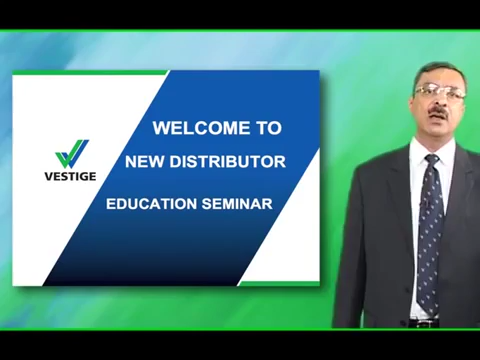 WELCOME TO
NEW DISTRIBUTOR
EDUCATION SEMINAR
VESTIGE